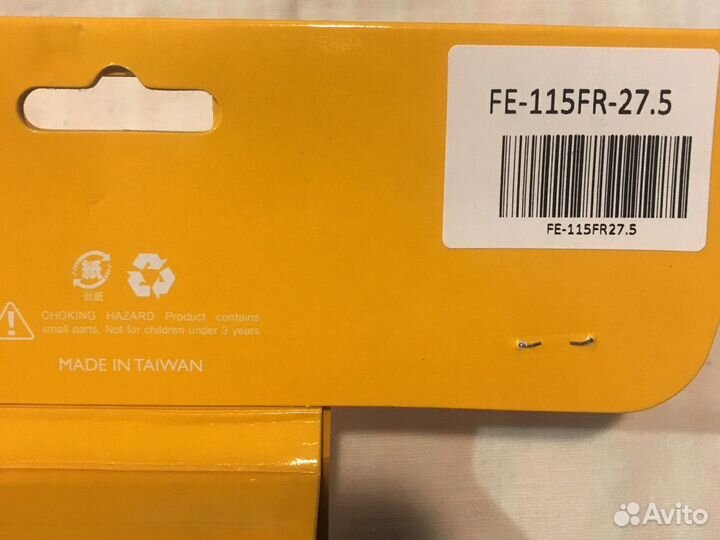 FE-115FR-27.5
FE-115FR27.5
紙
台紙
CHOKING HAZARD Product contains
small parts. Not for children under 3 years
MADE IN TAIWAN
Avito